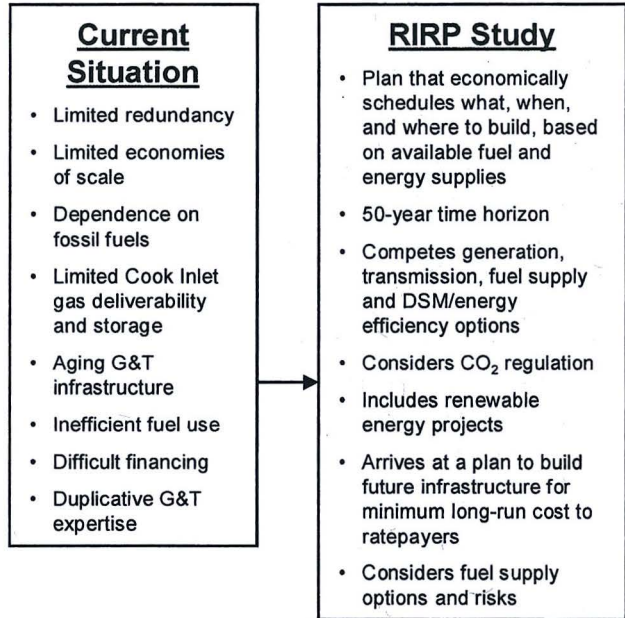 Current
Situation
• Limited redundancy
• Limited economies
of scale
• Dependence on
fossil fuels
• Limited Cook Inlet
gas deliverability
and storage
• Aging G&T
infrastructure
• Inefficient fuel use
• Difficult financing
• Duplicative G&T
expertise
RIRP Study
• Plan that economically
schedules what, when,
and where to build, based
on available fuel and
energy supplies
• 50-year time horizon
• Competes generation,
transmission, fuel supply
and DSM/energy
efficiency options
• Considers CO₂ regulation
• Includes renewable
energy projects
• Arrives at a plan to build
future infrastructure for
minimum long-run cost to
ratepayers
• Considers fuel supply
options and risks